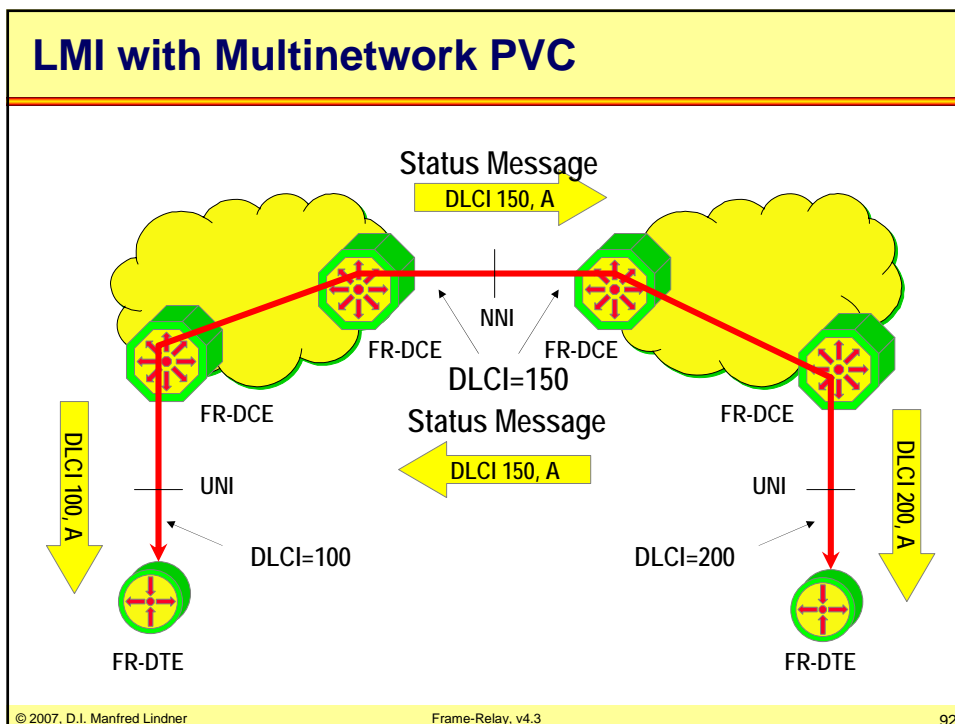 LMI with Multinetwork PVC
Status Message
DLCI 150, A
NNI
FR-DCE
FR-DCE
DLCI=150
FR-DCE
FR-DCE
Status Message
DLCI 150, A
DLCI 100, A
UNI
UNI
DLCI 200, A
DLCI=100
DLCI=200
FR-DTE
FR-DTE
© 2007, D.I. Manfred Lindner
Frame-Relay, v4.3
92